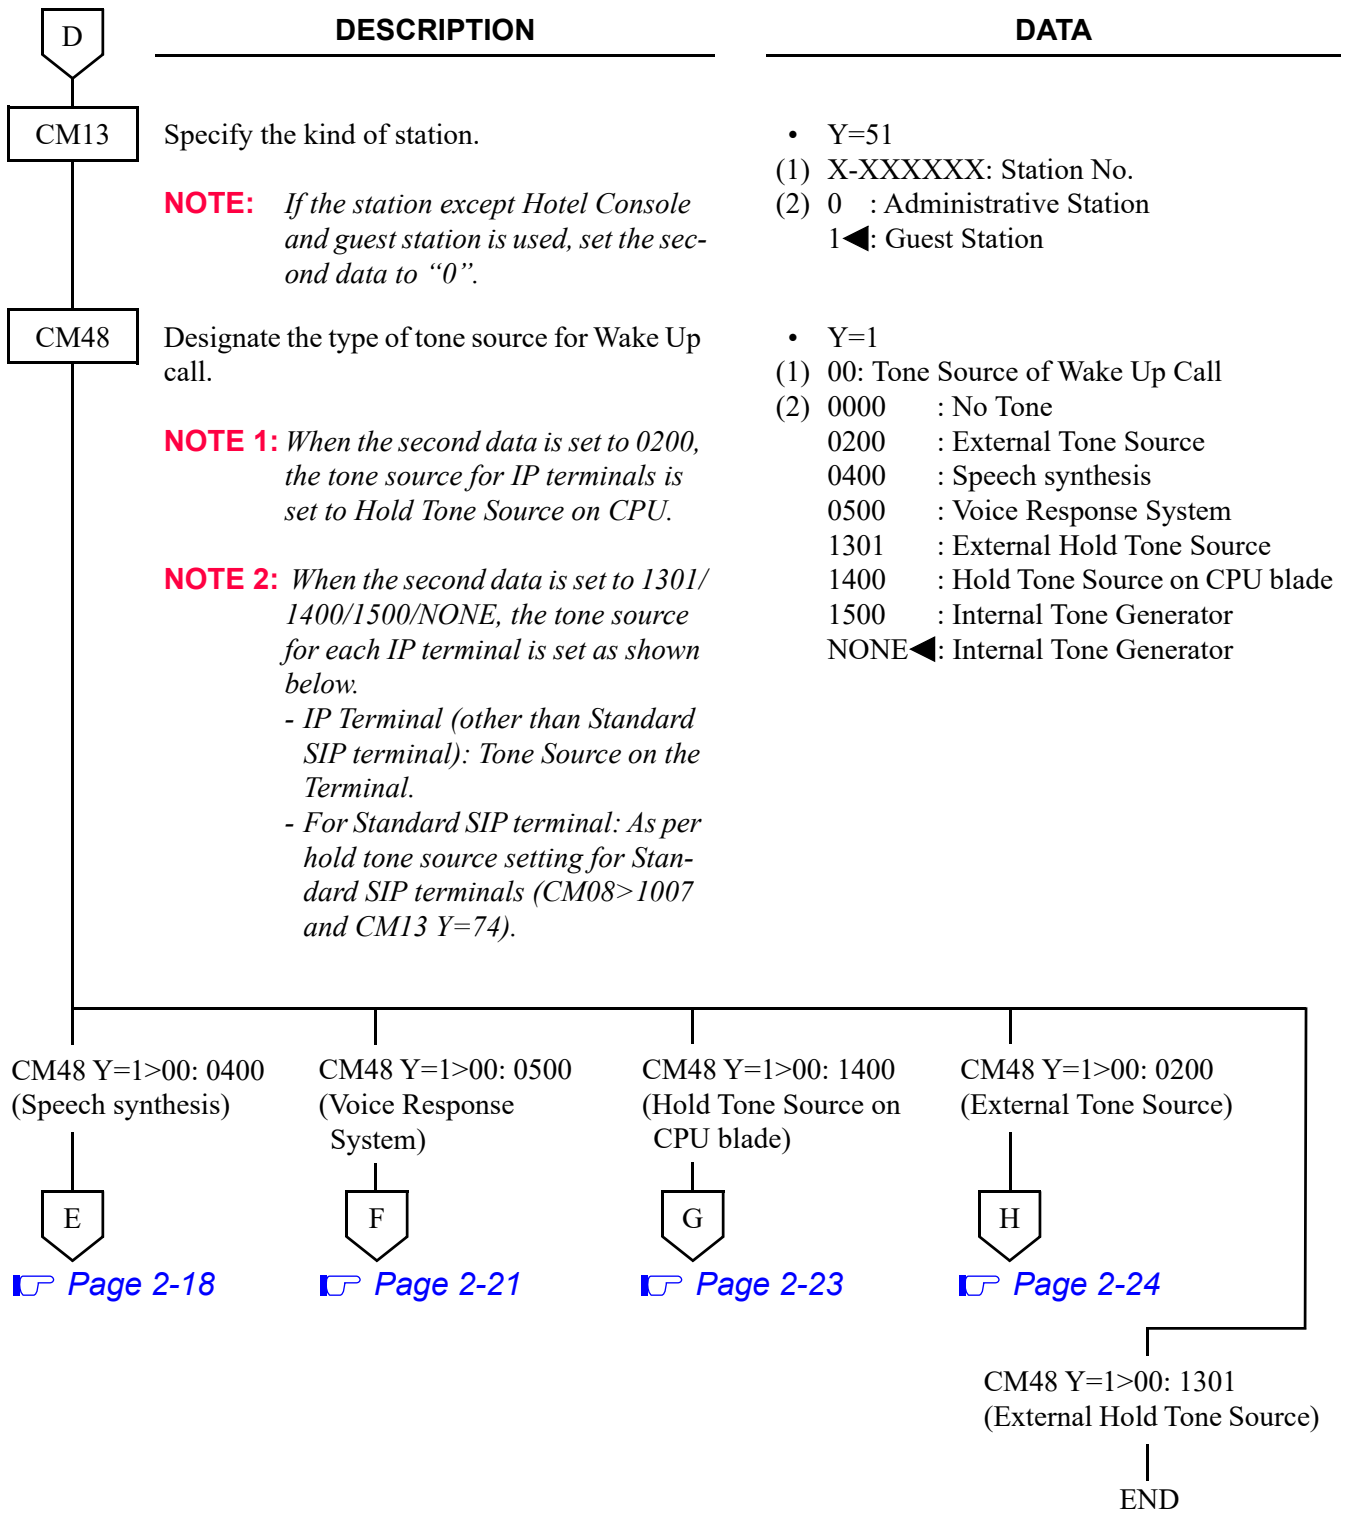 D
DESCRIPTION
DATA
CM13
Specify the kind of station.
NOTE: If the station except Hotel Console
and guest station is used, set the sec-
ond data to “0”.
• Y=51
(1) X-XXXXXX: Station No.
(2) 0 : Administrative Station
1◀: Guest Station
CM48
Designate the type of tone source for Wake Up
call.
NOTE 1: When the second data is set to 0200,
the tone source for IP terminals is
set to Hold Tone Source on CPU.
NOTE 2: When the second data is set to 1301/
1400/1500/NONE, the tone source
for each IP terminal is set as shown
below.
- IP Terminal (other than Standard
SIP terminal): Tone Source on the
Terminal.
- For Standard SIP terminal: As per
hold tone source setting for Stan-
dard SIP terminals (CM08>1007
and CM13 Y=74).
• Y=1
(1) 00: Tone Source of Wake Up Call
(2) 0000 : No Tone
0200 : External Tone Source
0400 : Speech synthesis
0500 : Voice Response System
1301 : External Hold Tone Source
1400 : Hold Tone Source on CPU blade
1500 : Internal Tone Generator
NONE◀: Internal Tone Generator
CM48 Y=1>00: 0400
(Speech synthesis)
E
Page 2-18
CM48 Y=1>00: 0500
(Voice Response
System)
F
Page 2-21
CM48 Y=1>00: 1400
(Hold Tone Source on
CPU blade)
G
Page 2-23
CM48 Y=1>00: 0200
(External Tone Source)
H
Page 2-24
CM48 Y=1>00: 1301
(External Hold Tone Source)
END